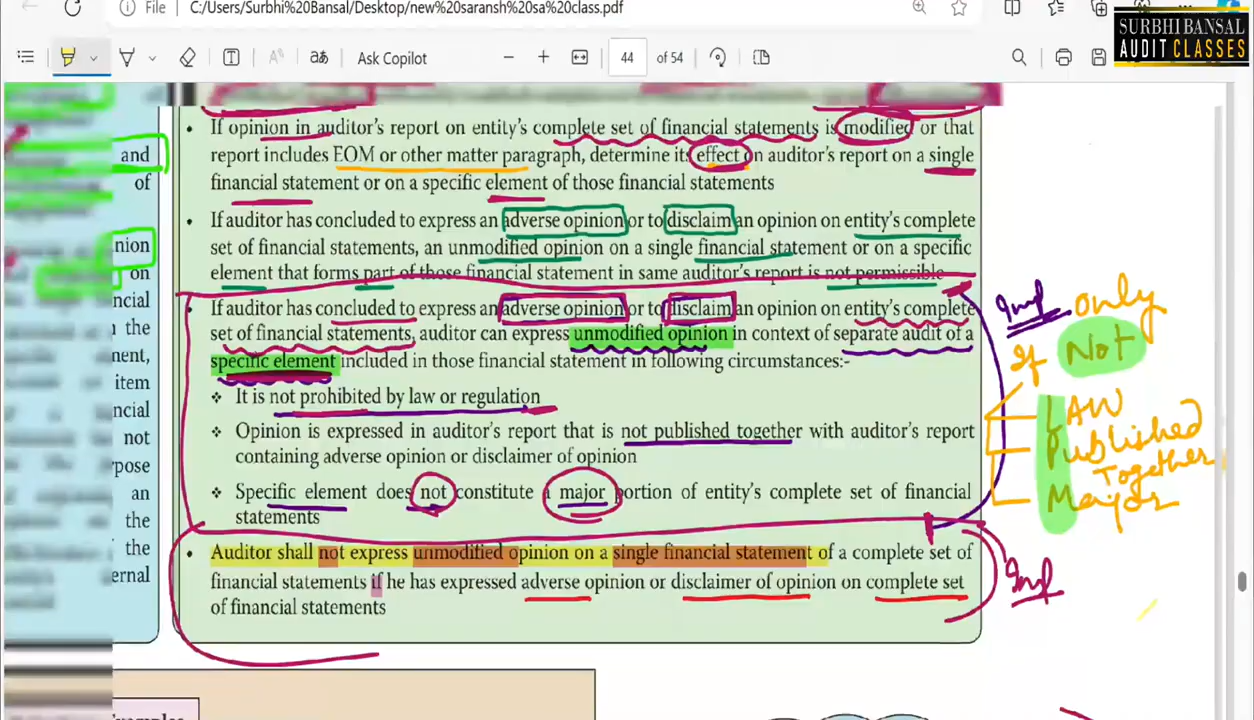 File C:/Users/Surbhi%20Bansal/Desktop/new%20saransh%20sa%20class.pdf
SURBHI BANSAL
AUDIT CLASSES
Ask Copilot
44 of 54
and
of
nion
on
ncial
the
nent,
item
ncial
not
pose
an
the
the
ernal
• If opinion in auditor's report on entity's complete set of financial statements is modified or that
report includes EOM or other matter paragraph, determine its effect on auditor's report on a single
financial statement or on a specific element of those financial statements
• If auditor has concluded to express an adverse opinion or to disclaim an opinion on entity's complete
set of financial statements, an unmodified opinion on a single financial statement or on a specific
element that forms part of those financial statement in same auditor's report is not permissible
• If auditor has concluded to express an adverse opinion or to disclaim an opinion on entity's complete
set of financial statements, auditor can express unmodified opinion in context of separate audit of a
specific element included in those financial statement in following circumstances:-
❖ It is not prohibited by law or regulation
❖ Opinion is expressed in auditor's report that is not published together with auditor's report
containing adverse opinion or disclaimer of opinion
❖ Specific element does not constitute a major portion of entity's complete set of financial
statements
• Auditor shall not express unmodified opinion on a single financial statement of a complete set of
financial statements if he has expressed adverse opinion or disclaimer of opinion on complete set
of financial statements
Imp only
If Not
LAW
Published
Together
Major
Imp